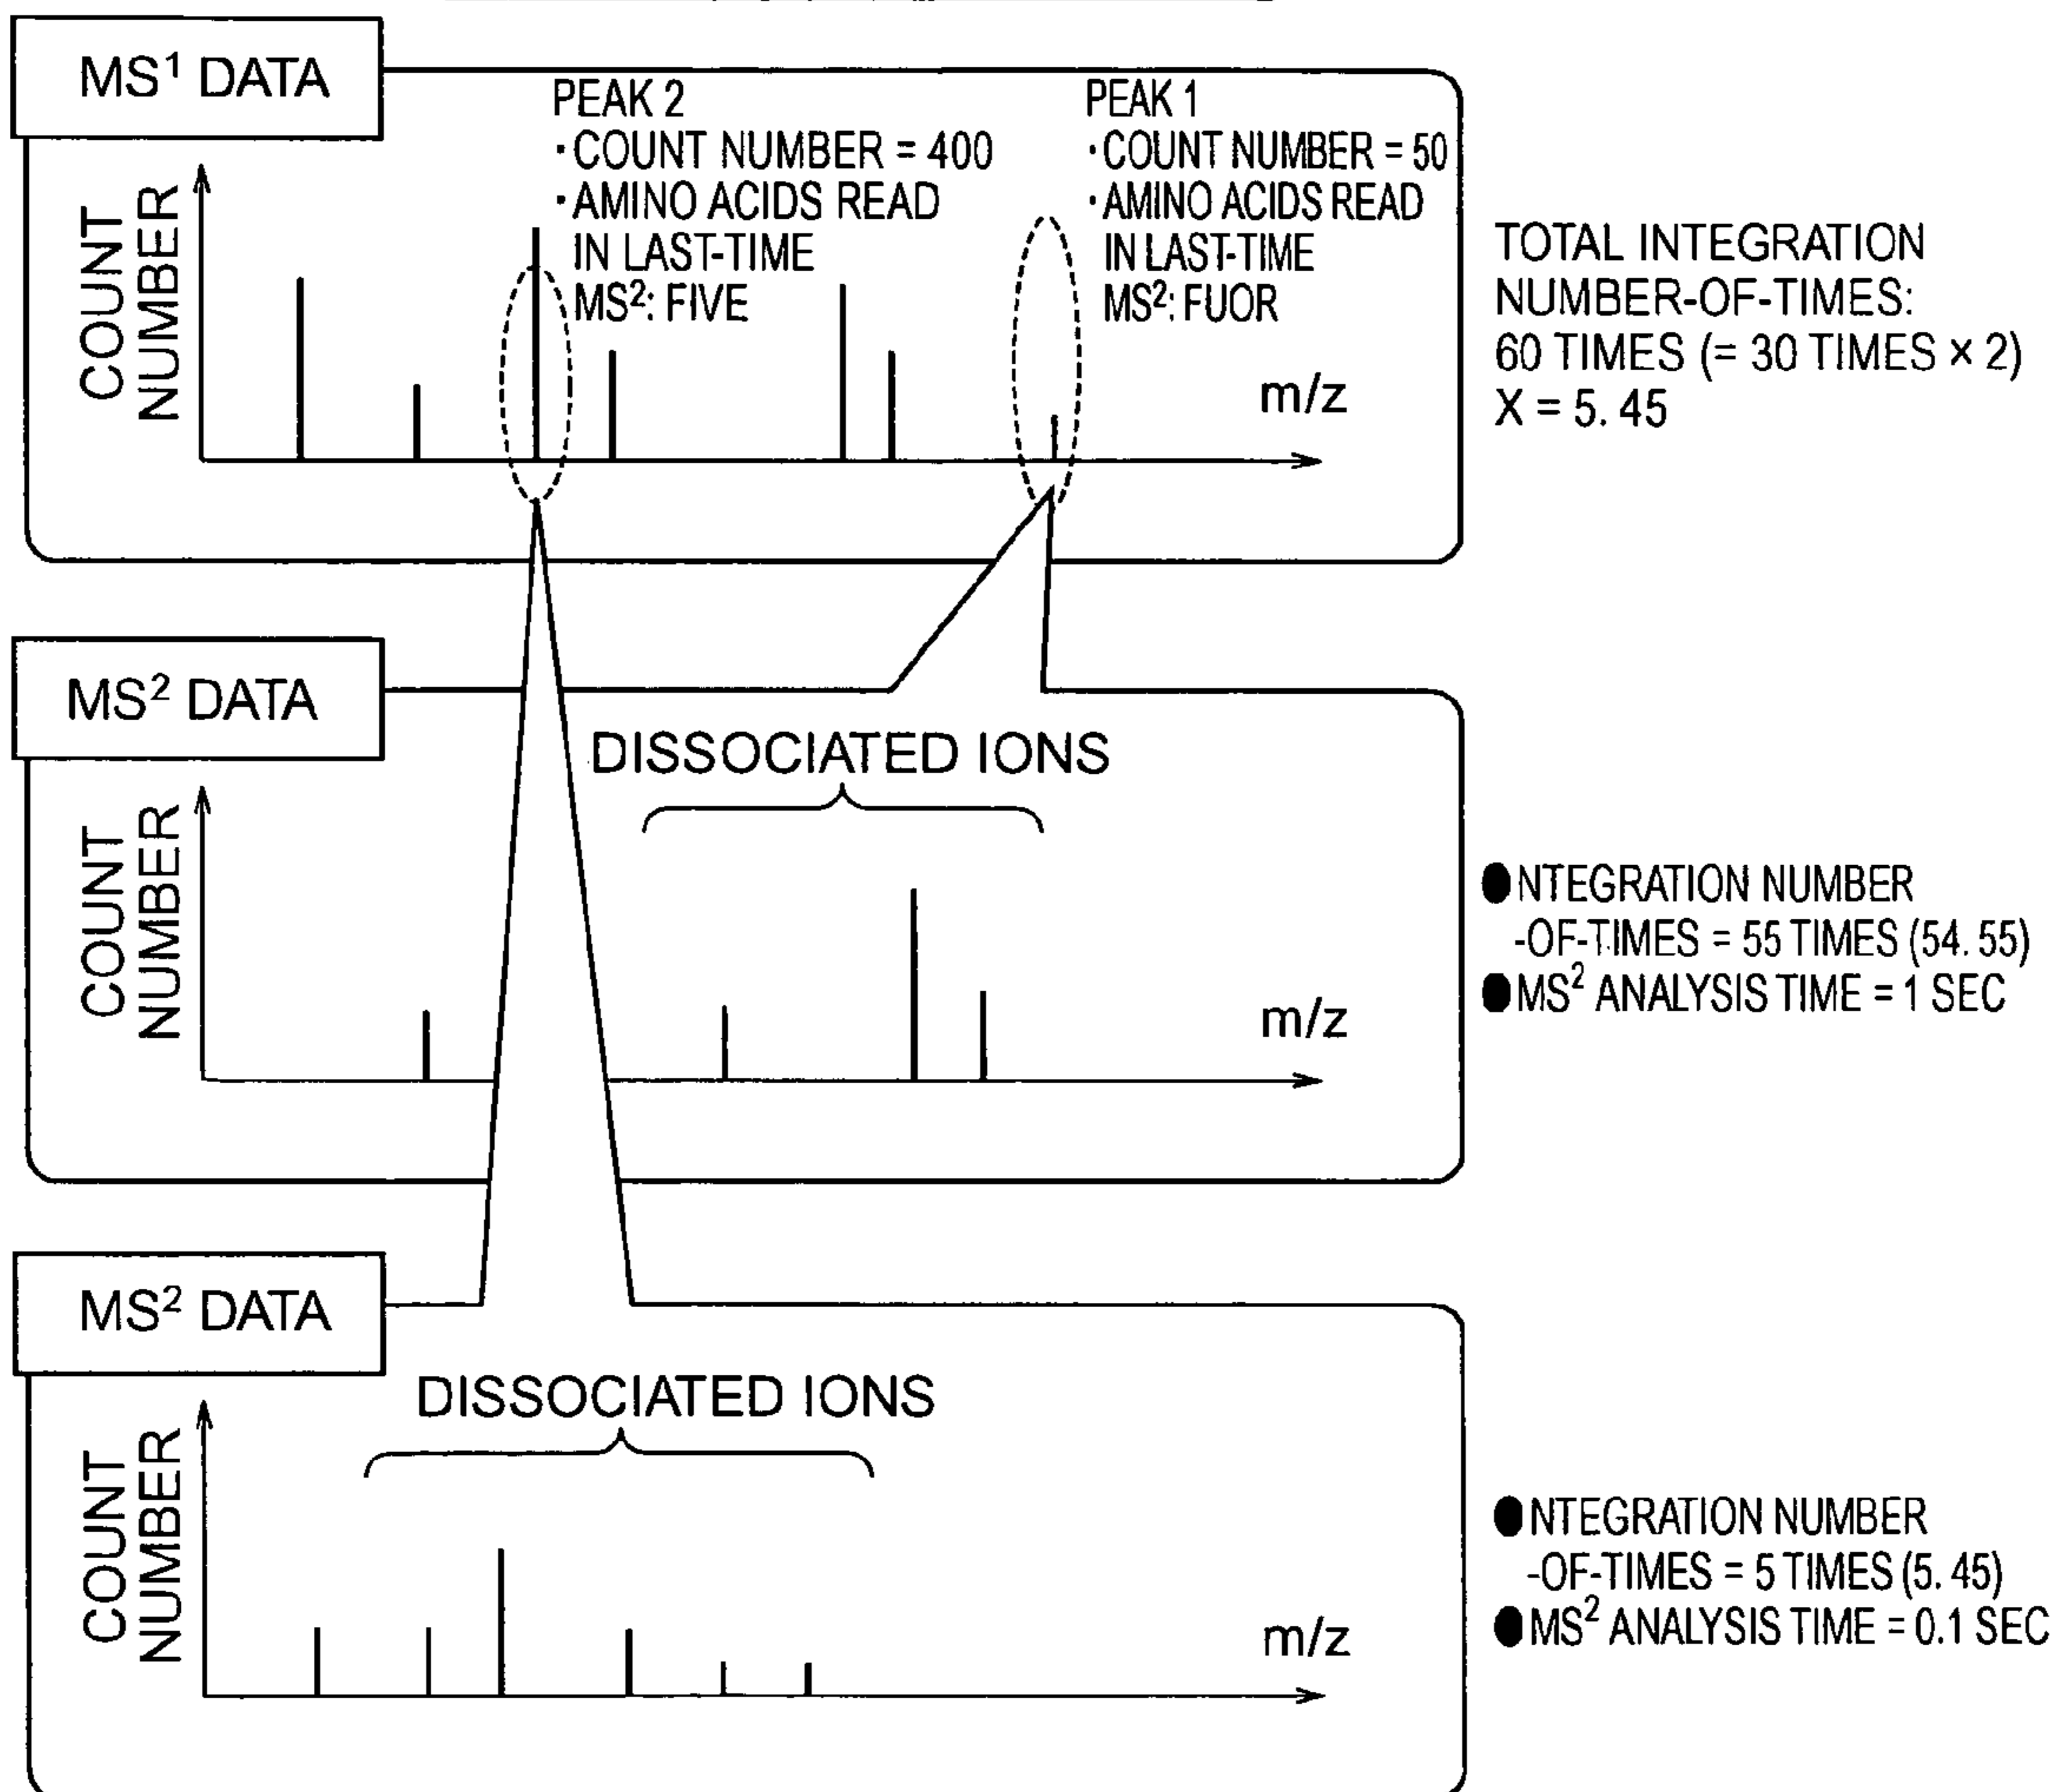 MS¹ DATA
PEAK 2
·COUNT NUMBER = 400
·AMINO ACIDS READ
IN LAST-TIME
MS²: FIVE
PEAK 1
·COUNT NUMBER = 50
·AMINO ACIDS READ
IN LAST-TIME
MS²: FUOR
COUNT
NUMBER
m/z
TOTAL INTEGRATION
NUMBER-OF-TIMES:
60 TIMES (= 30 TIMES × 2)
X = 5. 45
MS² DATA
DISSOCIATED IONS
COUNT
NUMBER
m/z
●NTEGRATION NUMBER
-OF-TIMES = 55 TIMES (54. 55)
●MS² ANALYSIS TIME = 1 SEC
MS² DATA
DISSOCIATED IONS
COUNT
NUMBER
m/z
●NTEGRATION NUMBER
-OF-TIMES = 5 TIMES (5. 45)
●MS² ANALYSIS TIME = 0.1 SEC